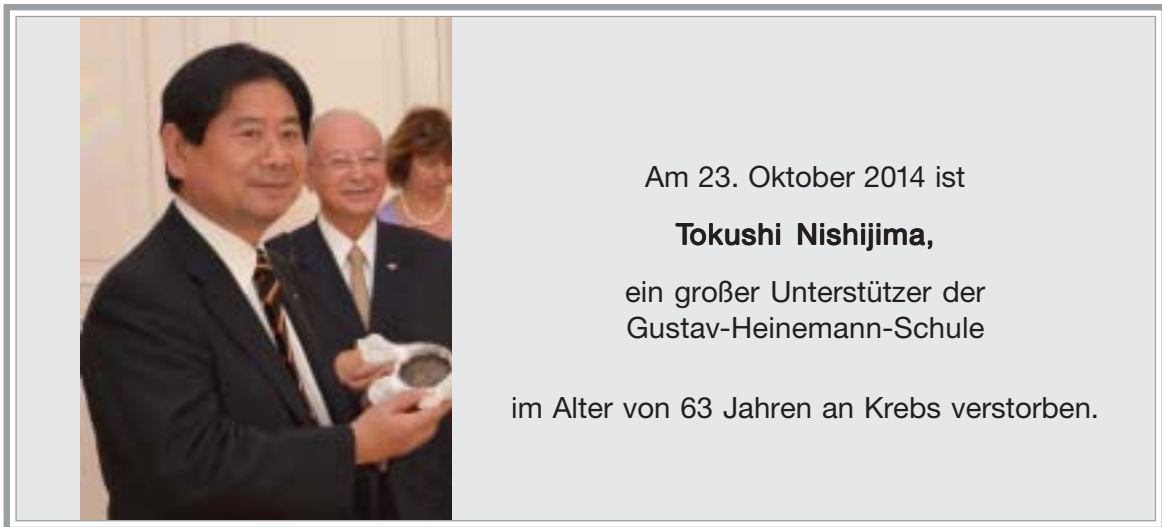 Am 23. Oktober 2014 ist
Tokushi Nishijima,
ein großer Unterstützer der
Gustav-Heinemann-Schule
im Alter von 63 Jahren an Krebs verstorben.